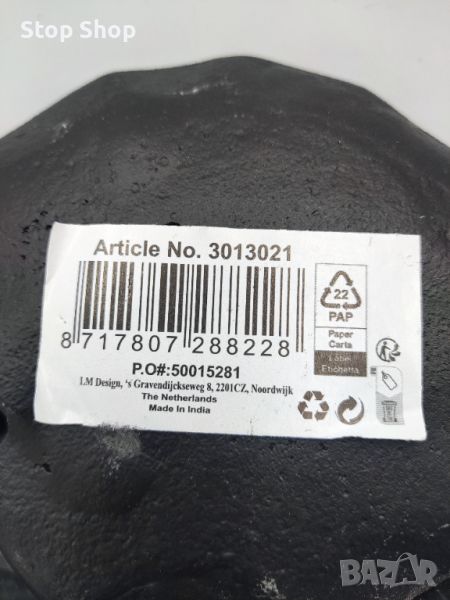 Stop Shop
Article No. 3013021
8 717807 288228
P.O#:50015281
I.M Design, 's Gravendijckseweg 8, 2201CZ, Noordwijk
The Netherlands
Made In India
22
PAP
Paper
Carta
Label
Etichetta
BAZAR